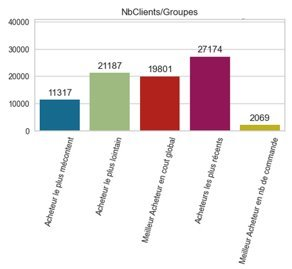 NbClients/Groupes
40000
30000
20000
10000
0
11317
21187
19801
27174
2069
Acheteur le plus mécontent
Acheteur le plus lointain
Meilleur Acheteur en cout global
Acheteurs les plus récents
Meilleur Acheteur en nb de commande